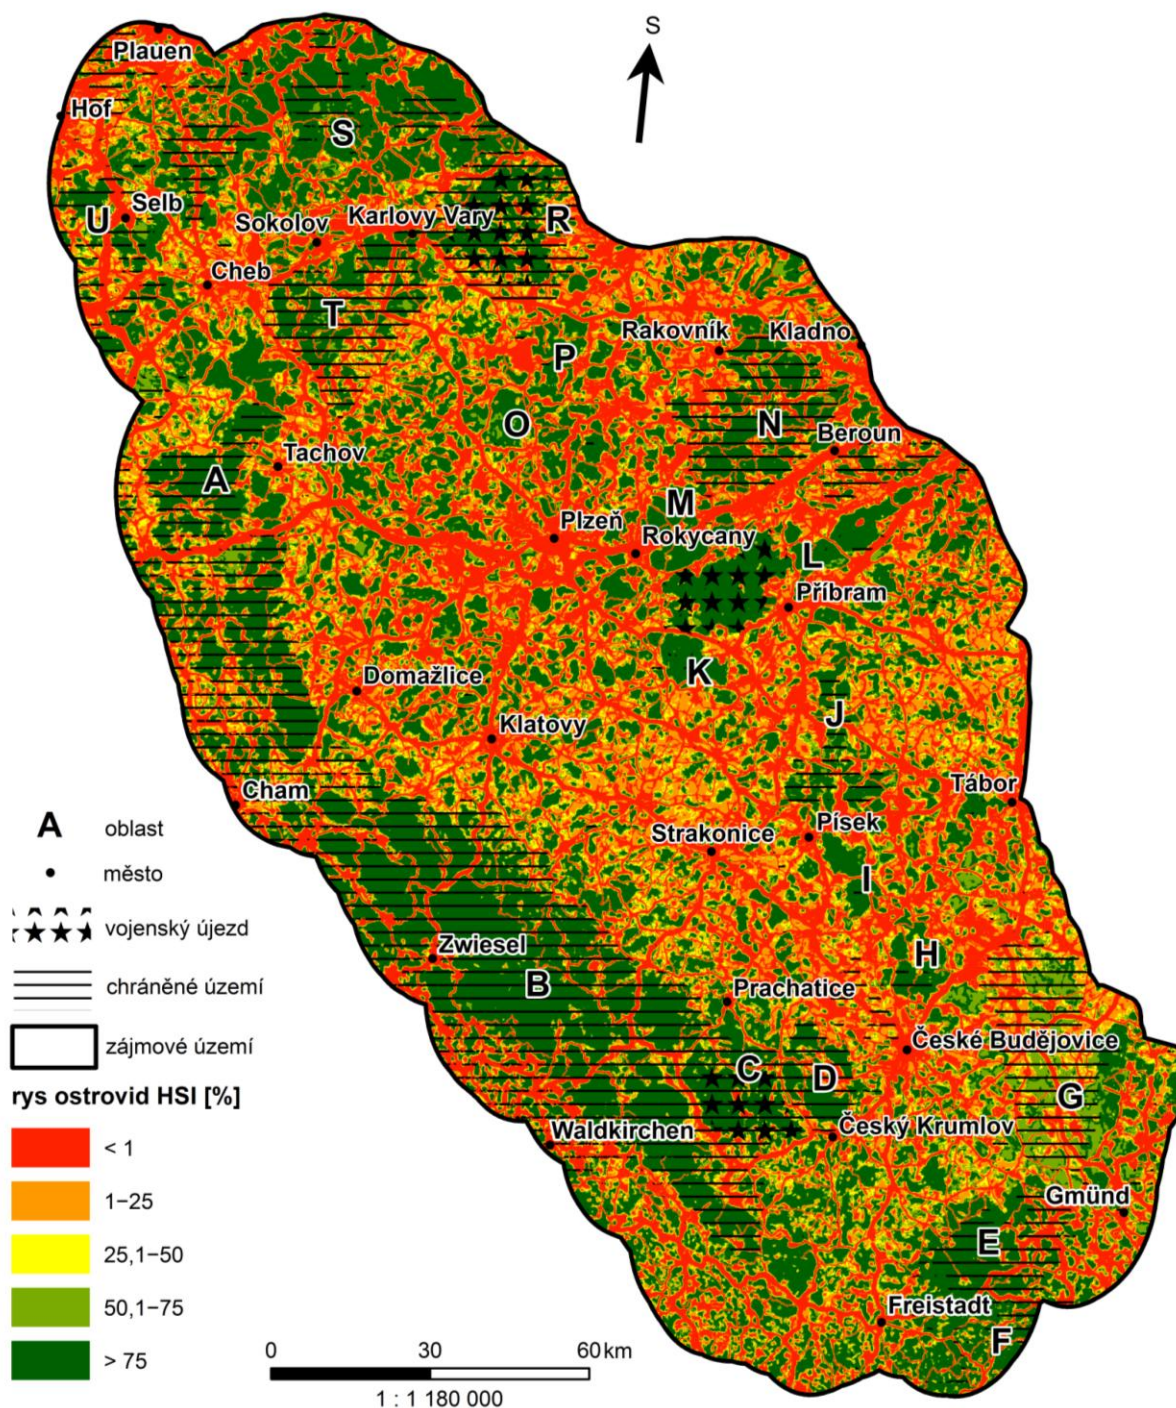 S
Plauen
Hof
S
Selb
U
Karlovy Vary
R
Sokolov
Cheb
T
Rakovník
Kladno
P
O
N
Beroun
Tachov
A
M
Plzeň
Rokycany
L
Příbram
K
Domažlice
J
Klatovy
Cham
Tábor
Strakonice
Písek
I
Zwiesel
H
B
Prachatice
České Budějovice
C
D
G
Waldkirchen
Český Krumlov
Gmünd
E
Freistadt
F
A oblast
město
vojenský újezd
chráněné území
zájmové území
rys ostrovid HSI [%]
< 1
1–25
25,1–50
50,1–75
> 75
0 30 60 km
1 : 1 180 000